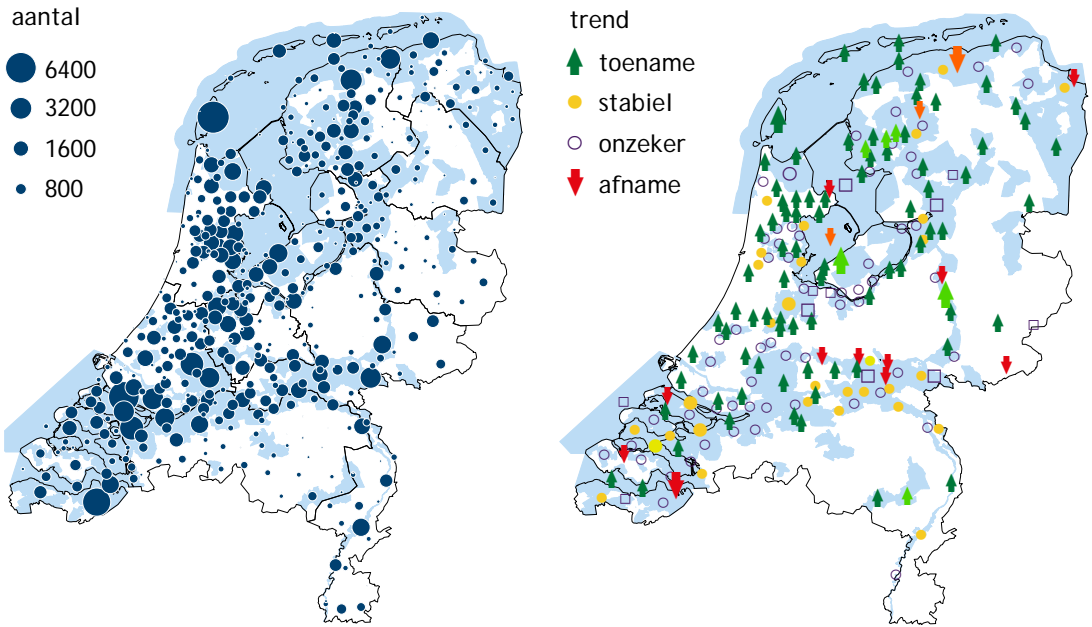 aantal
6400
3200
1600
800
trend
toename
stabiel
onzeker
afname